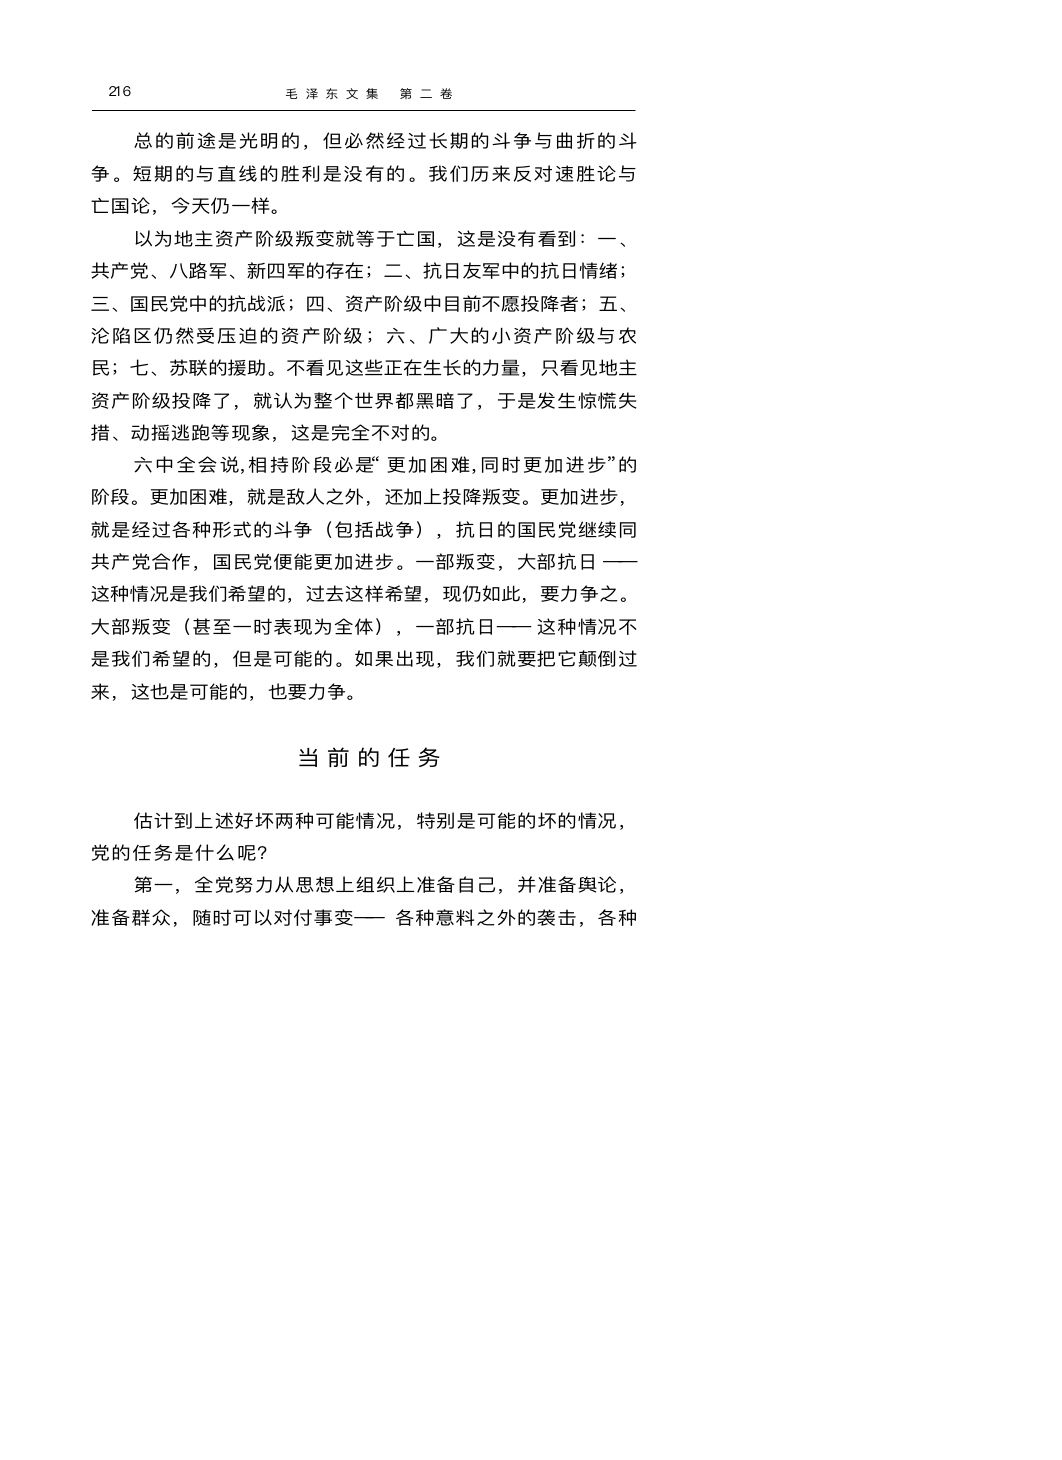 216 毛泽东文集 第二卷
总的前途是光明的，但必然经过长期的斗争与曲折的斗
争。短期的与直线的胜利是没有的。我们历来反对速胜论与
亡国论，今天仍一样。
以为地主资产阶级叛变就等于亡国，这是没有看到：一、
共产党、八路军、新四军的存在；二、抗日友军中的抗日情绪；
三、国民党中的抗战派；四、资产阶级中目前不愿投降者；五、
沦陷区仍然受压迫的资产阶级；六、广大的小资产阶级与农
民；七、苏联的援助。不看见这些正在生长的力量，只看见地主
资产阶级投降了，就认为整个世界都黑暗了，于是发生惊慌失
措、动摇逃跑等现象，这是完全不对的。
六中全会说,相持阶段必是“更加困难,同时更加进步”的
阶段。更加困难，就是敌人之外，还加上投降叛变。更加进步，
就是经过各种形式的斗争（包括战争），抗日的国民党继续同
共产党合作，国民党便能更加进步。一部叛变，大部抗日——
这种情况是我们希望的，过去这样希望，现仍如此，要力争之。
大部叛变（甚至一时表现为全体），一部抗日——这种情况不
是我们希望的，但是可能的。如果出现，我们就要把它颠倒过
来，这也是可能的，也要力争。
当前的任务
估计到上述好坏两种可能情况，特别是可能的坏的情况，
党的任务是什么呢？
第一，全党努力从思想上组织上准备自己，并准备舆论，
准备群众，随时可以对付事变——各种意料之外的袭击，各种